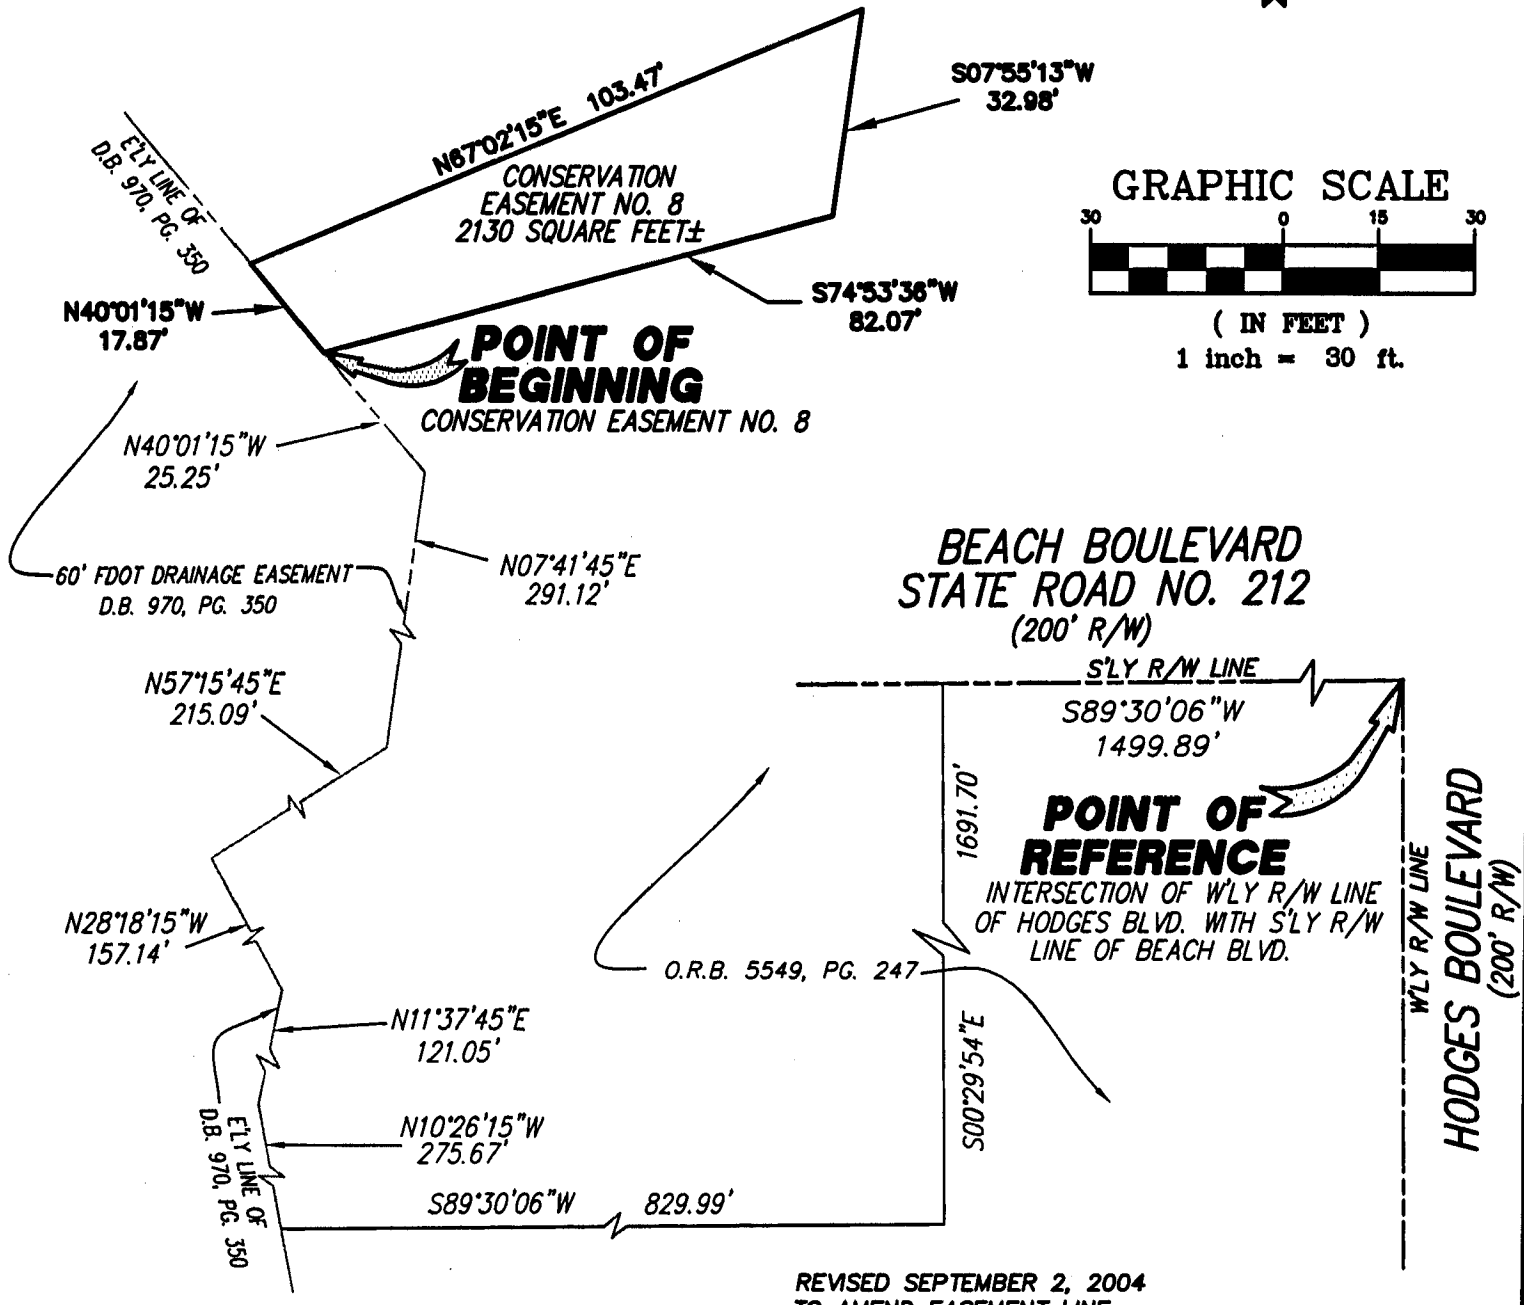 S07°55'13"W
32.98'
N67°02'15"E 103.47'
E'LY LINE OF
D.B. 970, PG. 350
CONSERVATION
EASEMENT NO. 8
2130 SQUARE FEET±
GRAPHIC SCALE
30 0 15 30
( IN FEET )
1 inch = 30 ft.
N40°01'15"W
17.87'
S74°53'36"W
82.07'
POINT OF
BEGINNING
CONSERVATION EASEMENT NO. 8
N40°01'15"W
25.25'
N07°41'45"E
291.12'
60' FDOT DRAINAGE EASEMENT
D.B. 970, PG. 350
BEACH BOULEVARD
STATE ROAD NO. 212
(200' R/W)
S'LY R/W LINE
S89°30'06"W
1499.89'
N57°15'45"E
215.09'
1691.70'
POINT OF
REFERENCE
INTERSECTION OF W'LY R/W LINE
OF HODGES BLVD. WITH S'LY R/W
LINE OF BEACH BLVD.
W'LY R/W LINE
HODGES BOULEVARD
(200' R/W)
N28°18'15"W
157.14'
O.R.B. 5549, PG. 247
N11°37'45"E
121.05'
S00°29'54"E
N10°26'15"W
275.67'
E'LY LINE OF
D.B. 970, PG. 350
S89°30'06"W 829.99'
REVISED SEPTEMBER 2, 2004
TO AMEND EASEMENT LINE